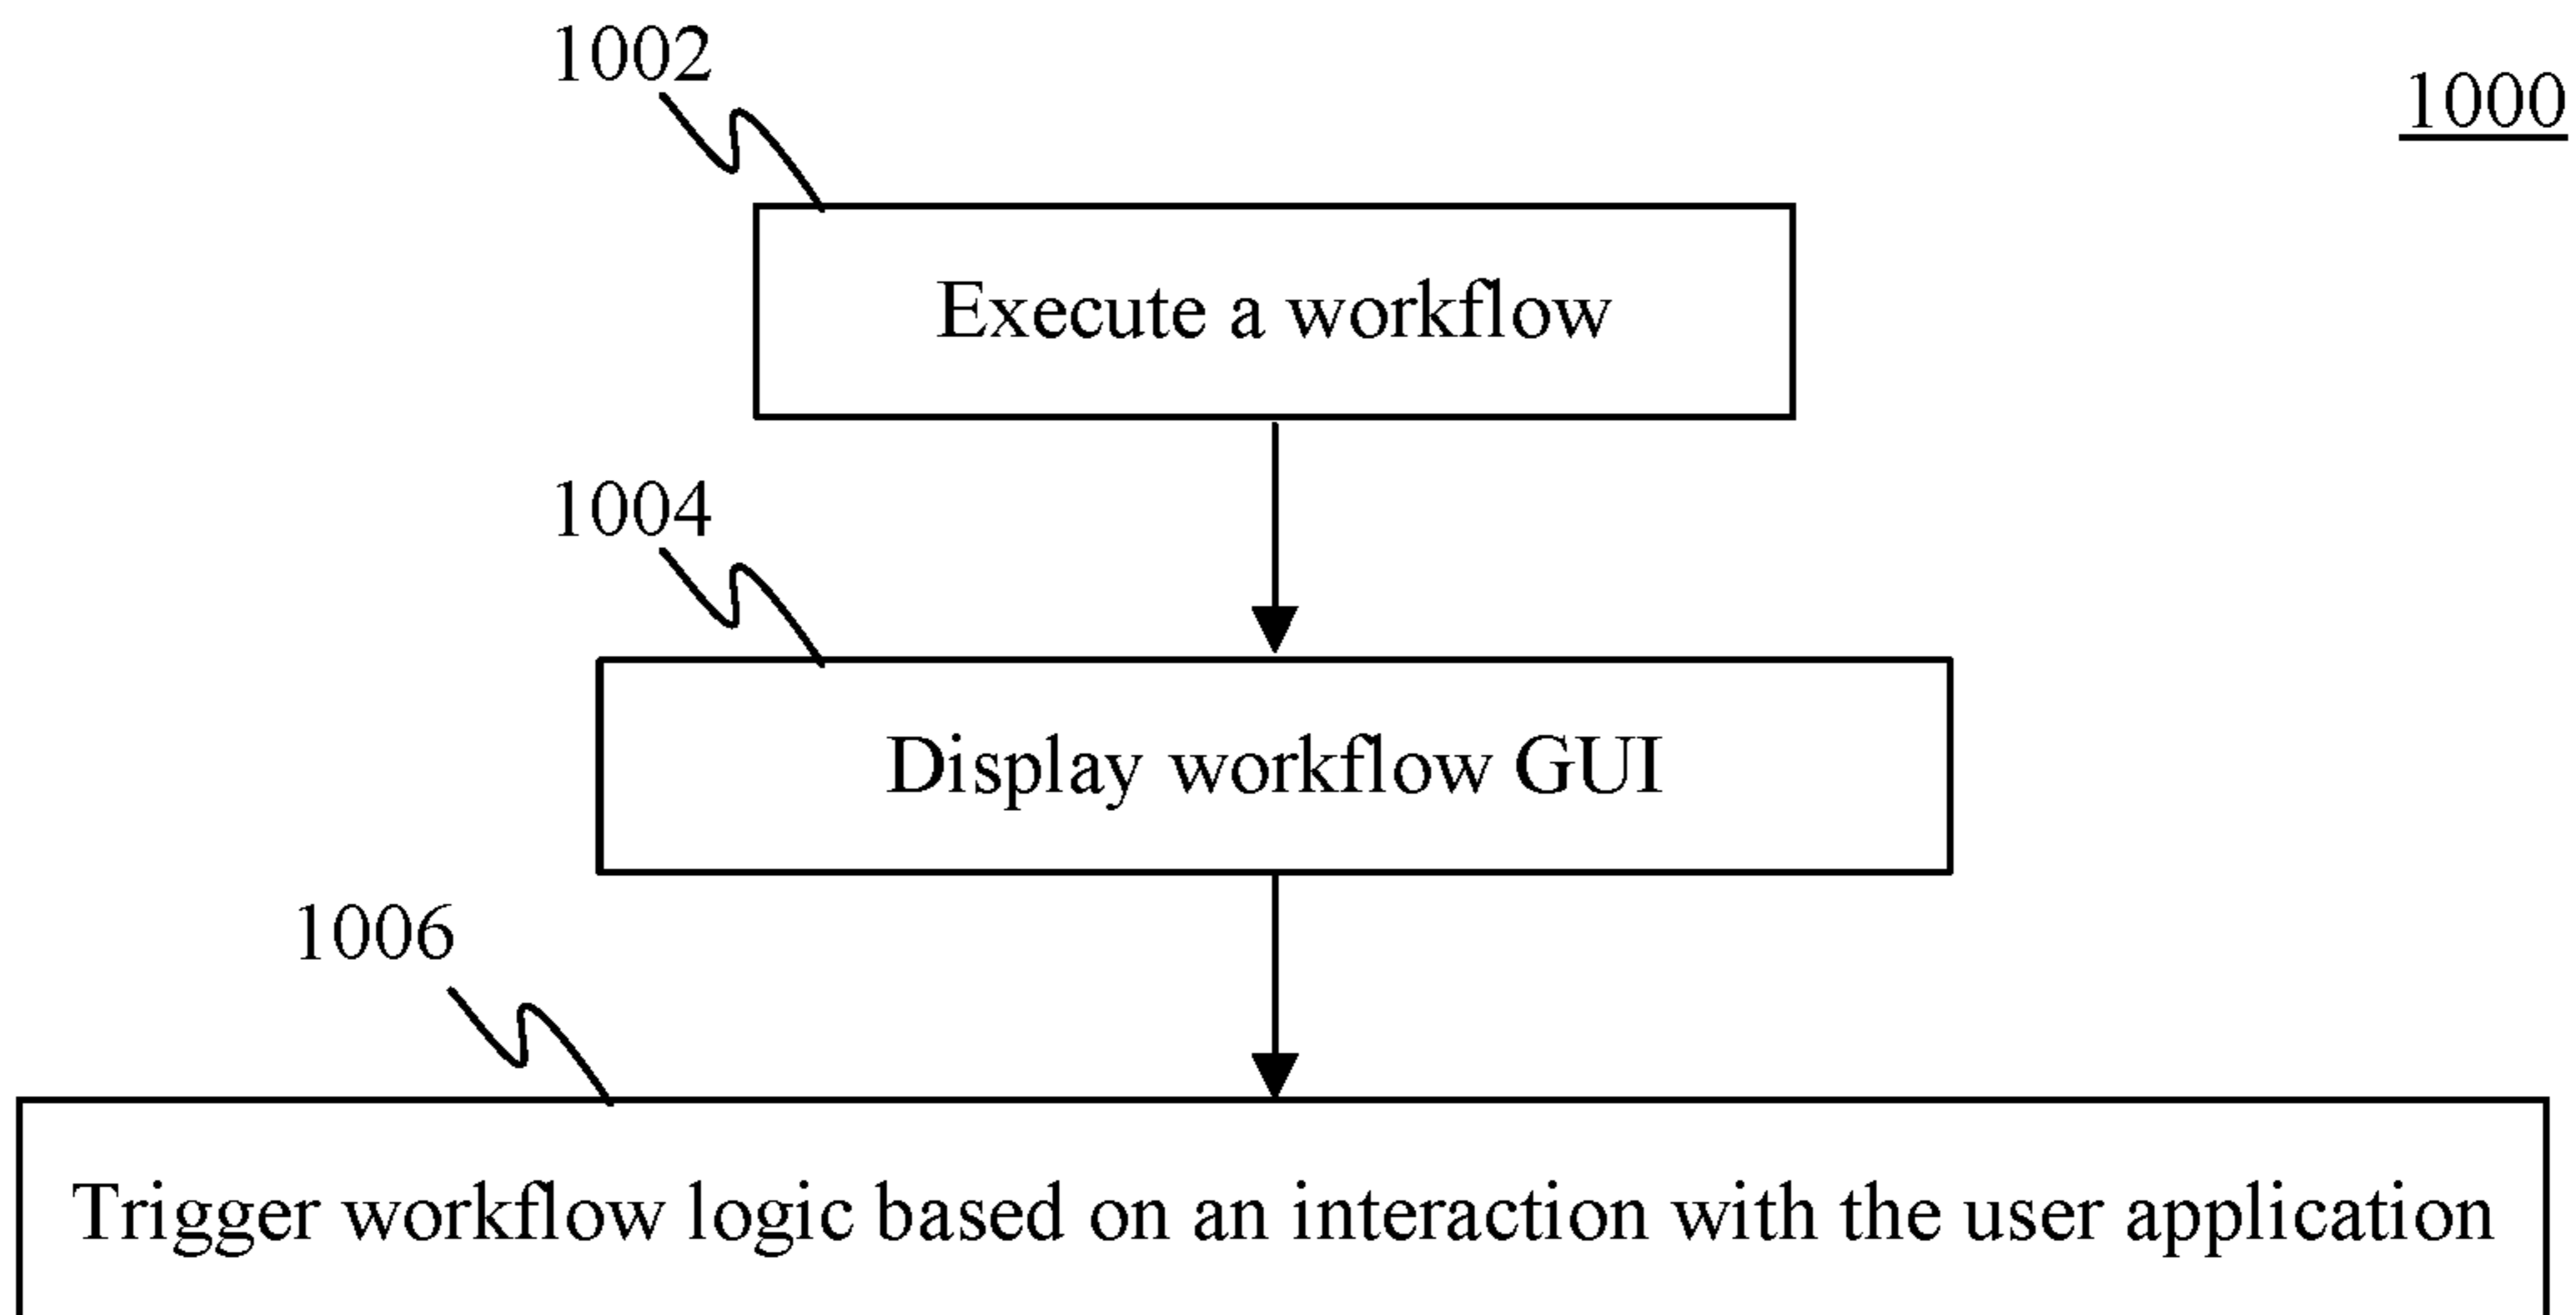 1002
1000
Execute a workflow
1004
Display workflow GUI
1006
Trigger workflow logic based on an interaction with the user application